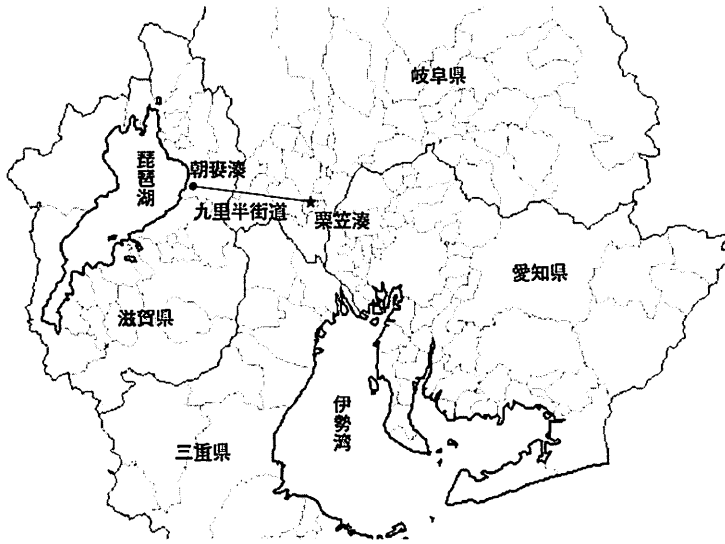 岐阜県
琵琶湖
朝妻湊
九里半街道
栗笠湊
愛知県
滋賀県
伊勢湾
三重県